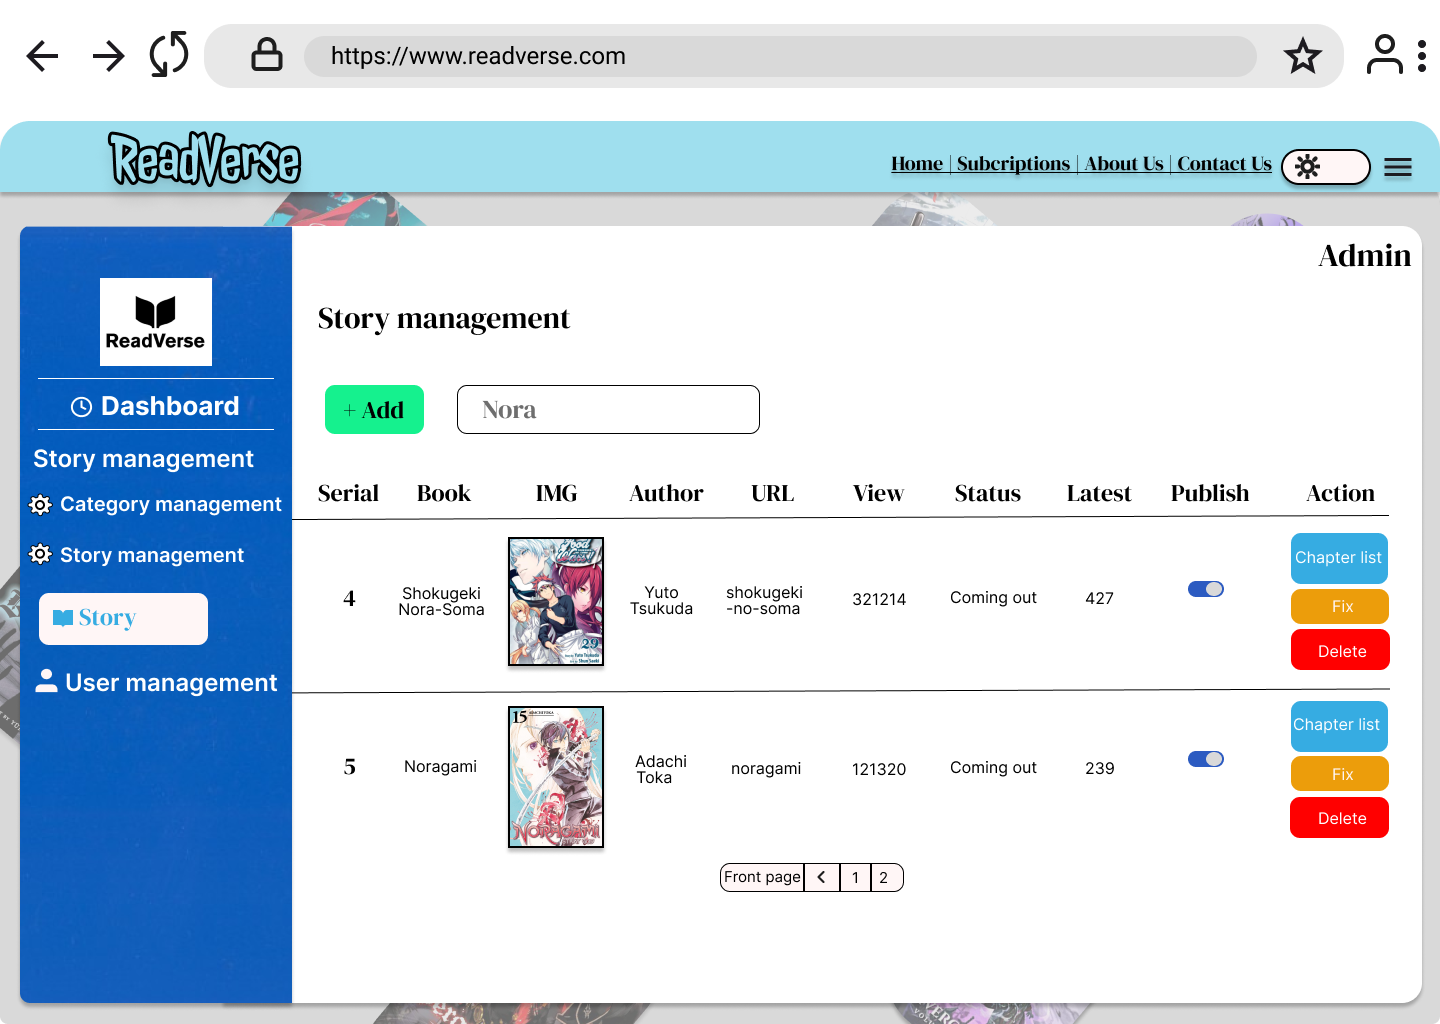 https://www.readverse.com
ReadVerse
Home | Subcriptions | About Us | Contact Us
Admin
ReadVerse
Dashboard
Story management
Category management
Story management
Story
User management
Story management
+ Add
Nora
Serial Book IMG Author URL View Status Latest Publish Action
4
Shokugeki
Nora-Soma
29
Yuto
Tsukuda
shokugeki
-no-soma
321214
Coming out
427
Chapter list
Fix
Delete
5
Noragami
15
NORAGAMI
Adachi
Toka
noragami
121320
Coming out
239
Chapter list
Fix
Delete
Front page 1 2